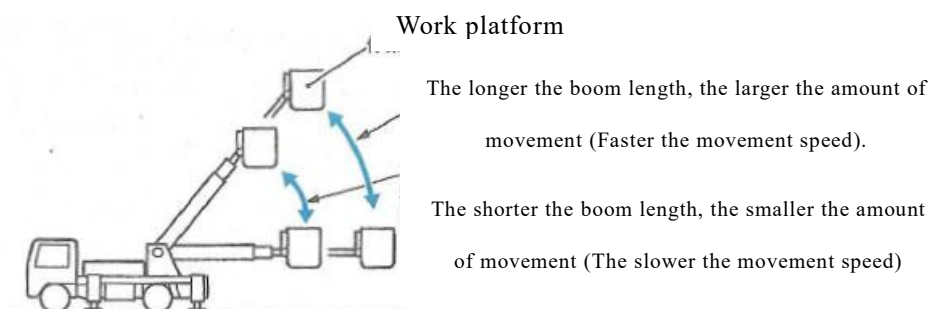 Work platform
The longer the boom length, the larger the amount of
movement (Faster the movement speed).
The shorter the boom length, the smaller the amount
of movement (The slower the movement speed)